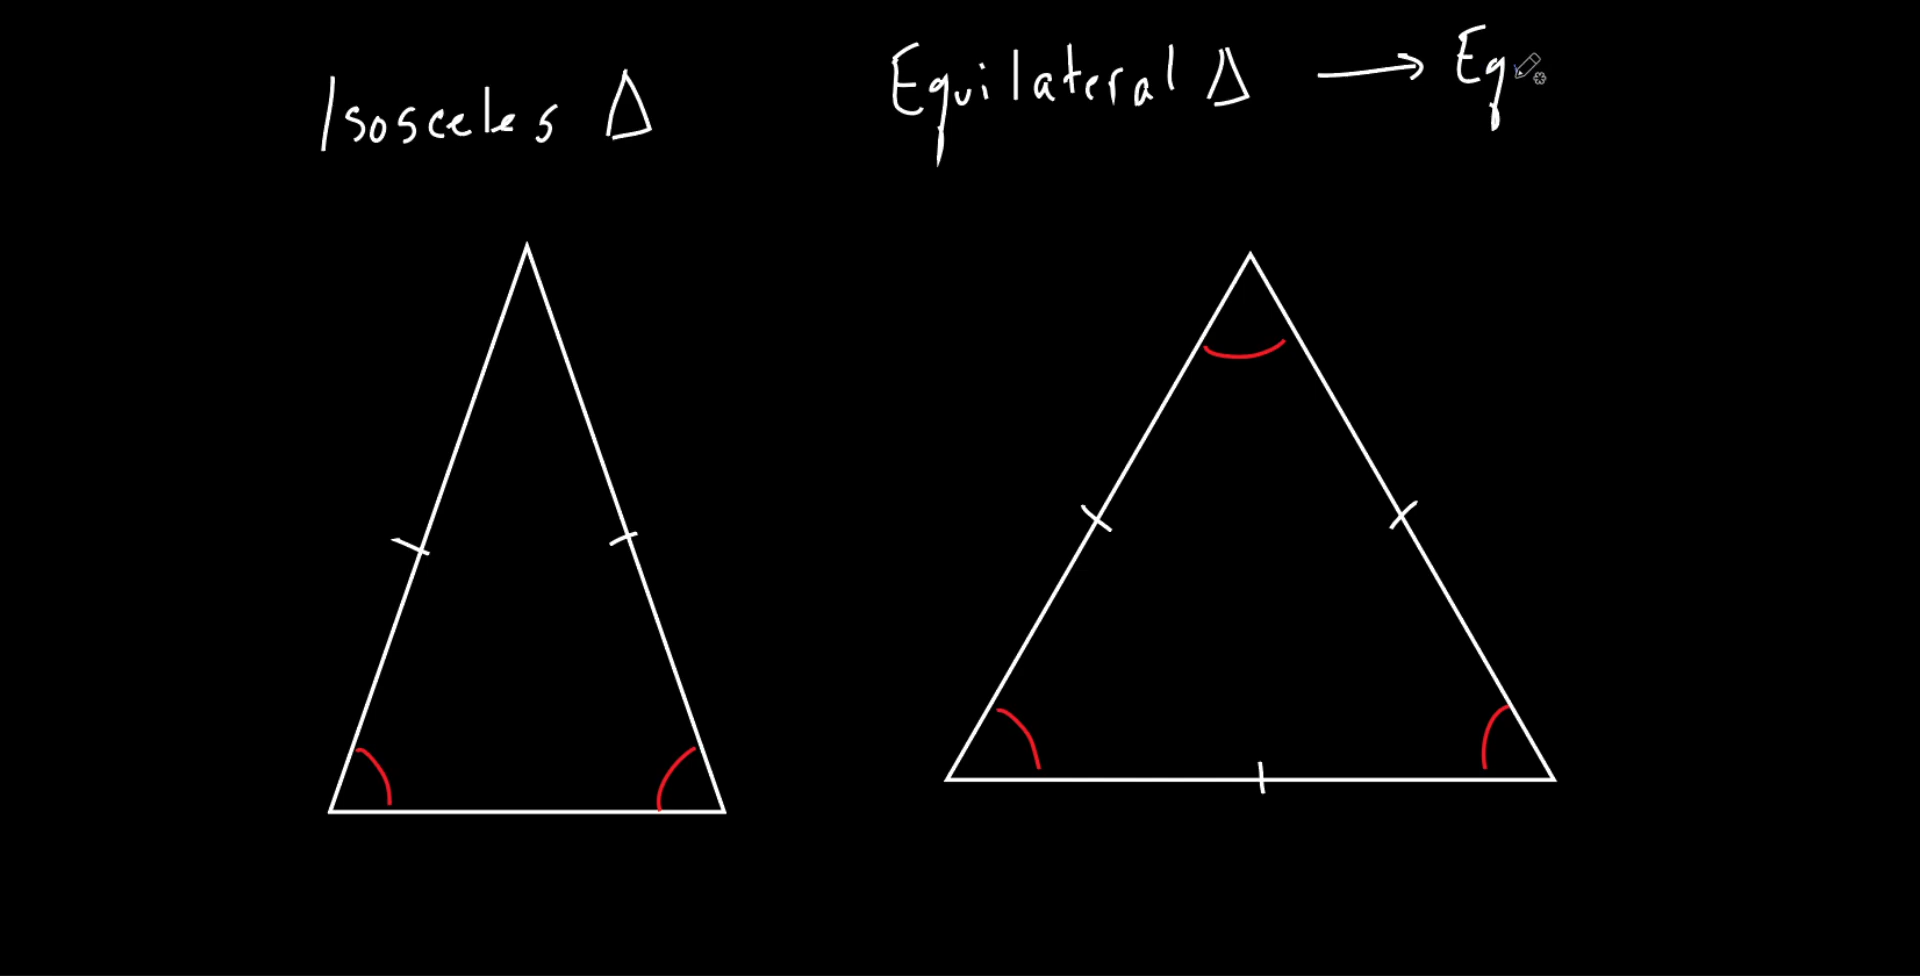 Isosceles Δ
Equilateral Δ → Eq